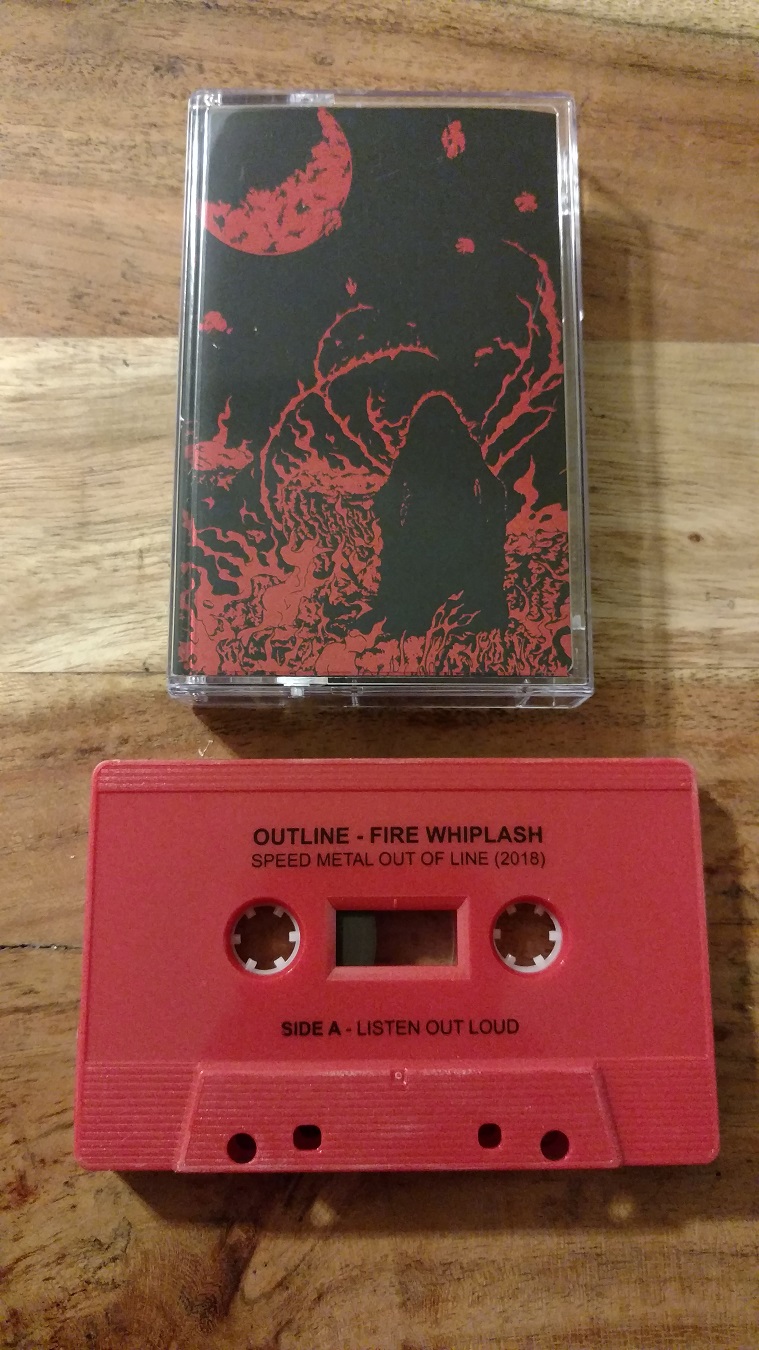 OUTLINE - FIRE WHIPLASH
SPEED METAL OUT OF LINE (2018)
SIDE A - LISTEN OUT LOUD